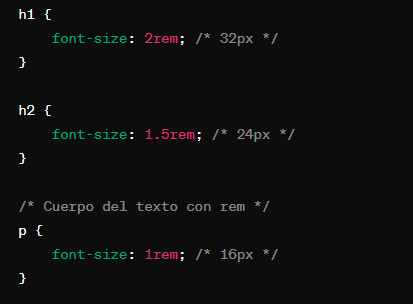 h1 {
    font-size: 2rem; /* 32px */
}
h2 {
    font-size: 1.5rem; /* 24px */
}
/* Cuerpo del texto con rem */
p {
    font-size: 1rem; /* 16px */
}